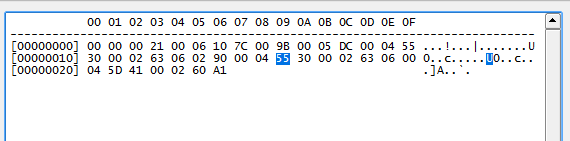 00 01 02 03 04 05 06 07 08 09 0A 0B 0C 0D 0E 0F
--------------------------------------------------------------------------
[00000000] 00 00 00 21 00 06 10 7C 00 9B 00 05 DC 00 04 55 ...!...|.......U
[00000010] 30 00 02 63 06 02 90 00 04 55 30 00 02 63 06 00 0..c.....U0..c..
[00000020] 04 5D 41 00 02 60 A1 .]A..`.